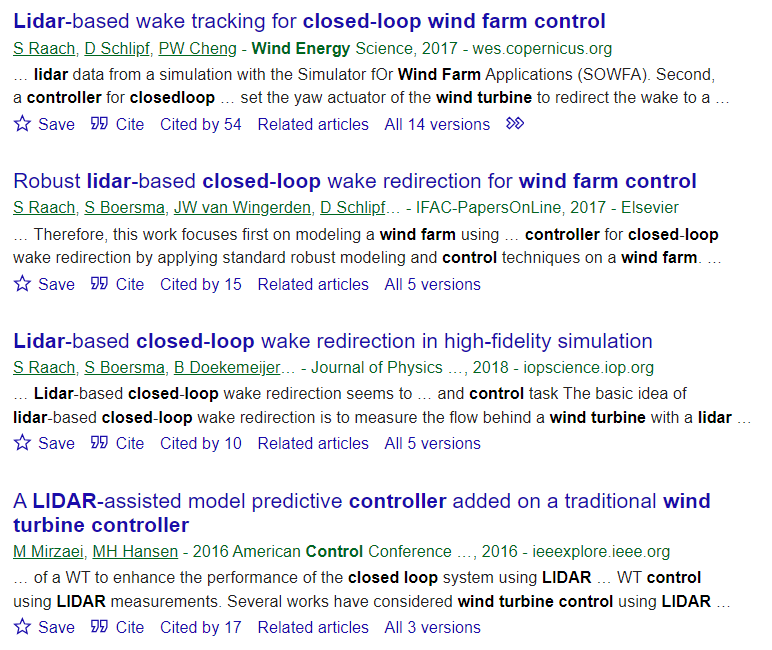 Lidar-based wake tracking for closed-loop wind farm control
S Raach, D Schlipf, PW Cheng - Wind Energy Science, 2017 - wes.copernicus.org
… lidar data from a simulation with the Simulator fOr Wind Farm Applications (SOWFA). Second,
a controller for closedloop … set the yaw actuator of the wind turbine to redirect the wake to a …
Save Cite Cited by 54 Related articles All 14 versions
Robust lidar-based closed-loop wake redirection for wind farm control
S Raach, S Boersma, JW van Wingerden, D Schlipf… - IFAC-PapersOnLine, 2017 - Elsevier
… Therefore, this work focuses first on modeling a wind farm using … controller for closed-loop
wake redirection by applying standard robust modeling and control techniques on a wind farm. …
Save Cite Cited by 15 Related articles All 5 versions
Lidar-based closed-loop wake redirection in high-fidelity simulation
S Raach, S Boersma, B Doekemeijer… - Journal of Physics …, 2018 - iopscience.iop.org
… Lidar-based closed-loop wake redirection seems to … and control task The basic idea of
lidar-based closed-loop wake redirection is to measure the flow behind a wind turbine with a lidar …
Save Cite Cited by 10 Related articles All 5 versions
A LIDAR-assisted model predictive controller added on a traditional wind
turbine controller
M Mirzaei, MH Hansen - 2016 American Control Conference …, 2016 - ieeexplore.ieee.org
… of a WT to enhance the performance of the closed loop system using LIDAR … WT control
using LIDAR measurements. Several works have considered wind turbine control using LIDAR …
Save Cite Cited by 17 Related articles All 3 versions